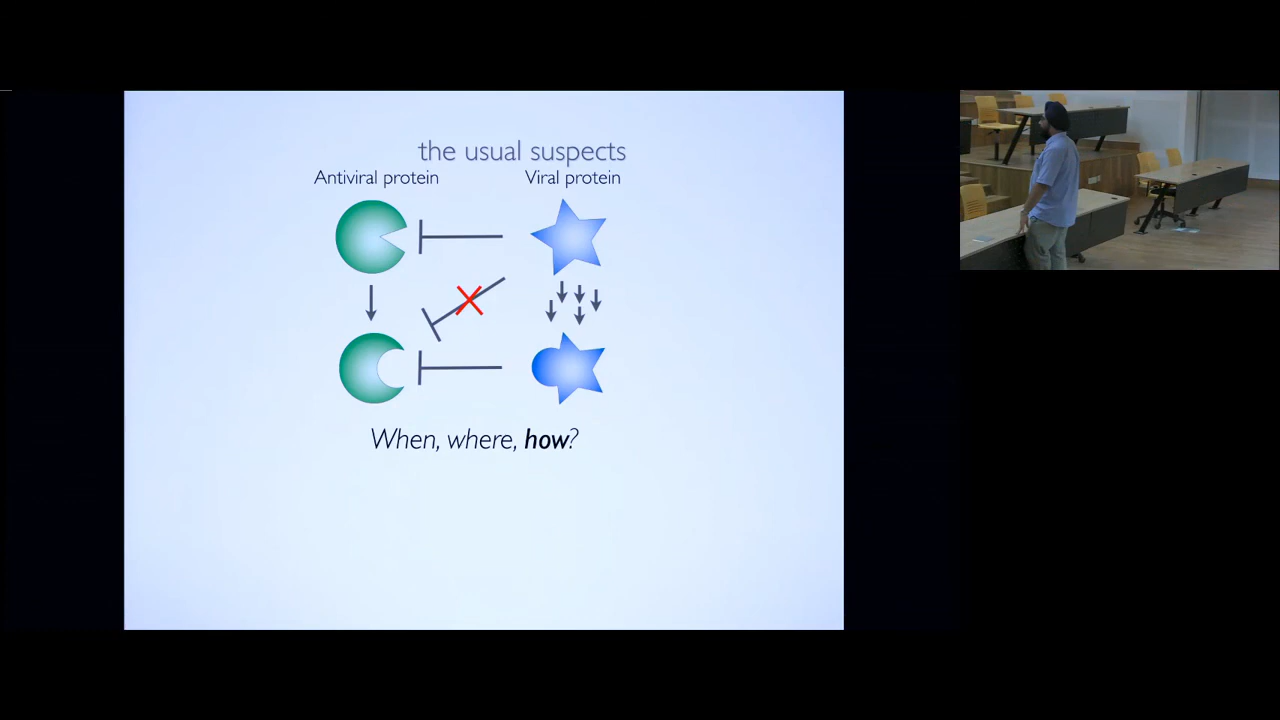 the usual suspects
Antiviral protein
Viral protein
When, where, how?